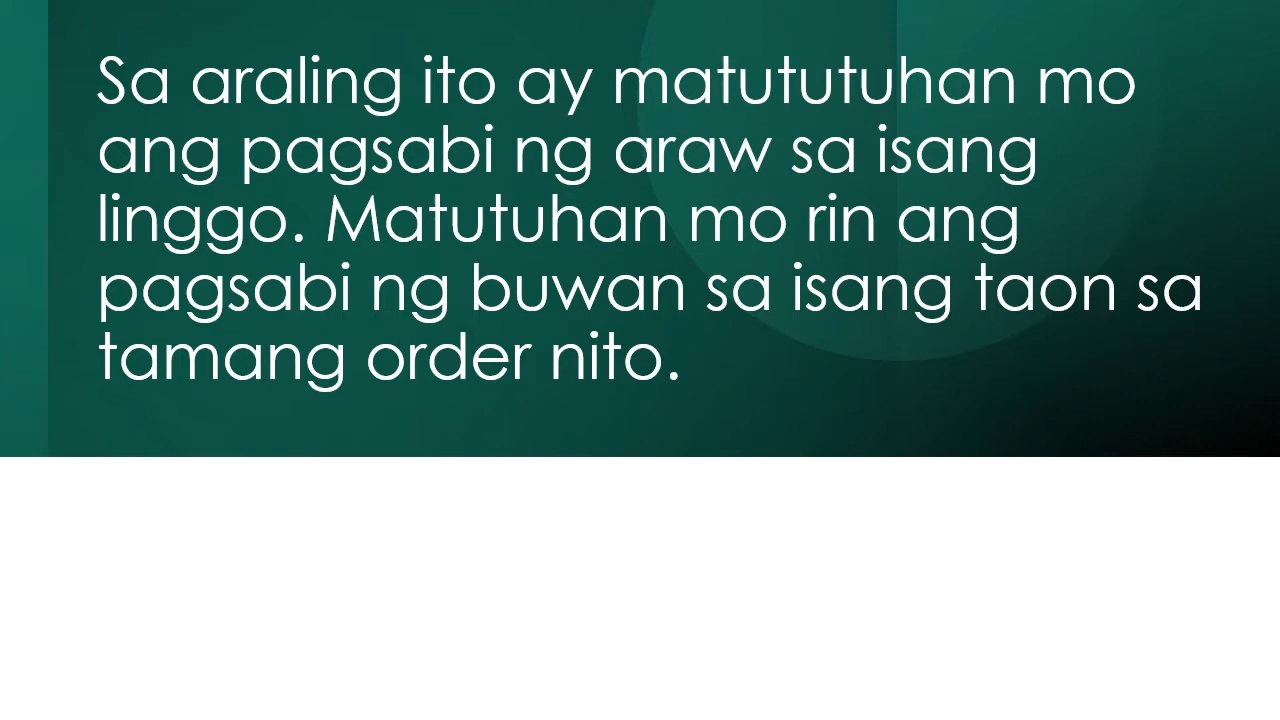 Sa araling ito ay matututuhan mo
ang pagsabi ng araw sa isang
linggo. Matutuhan mo rin ang
pagsabi ng buwan sa isang taon sa
tamang order nito.